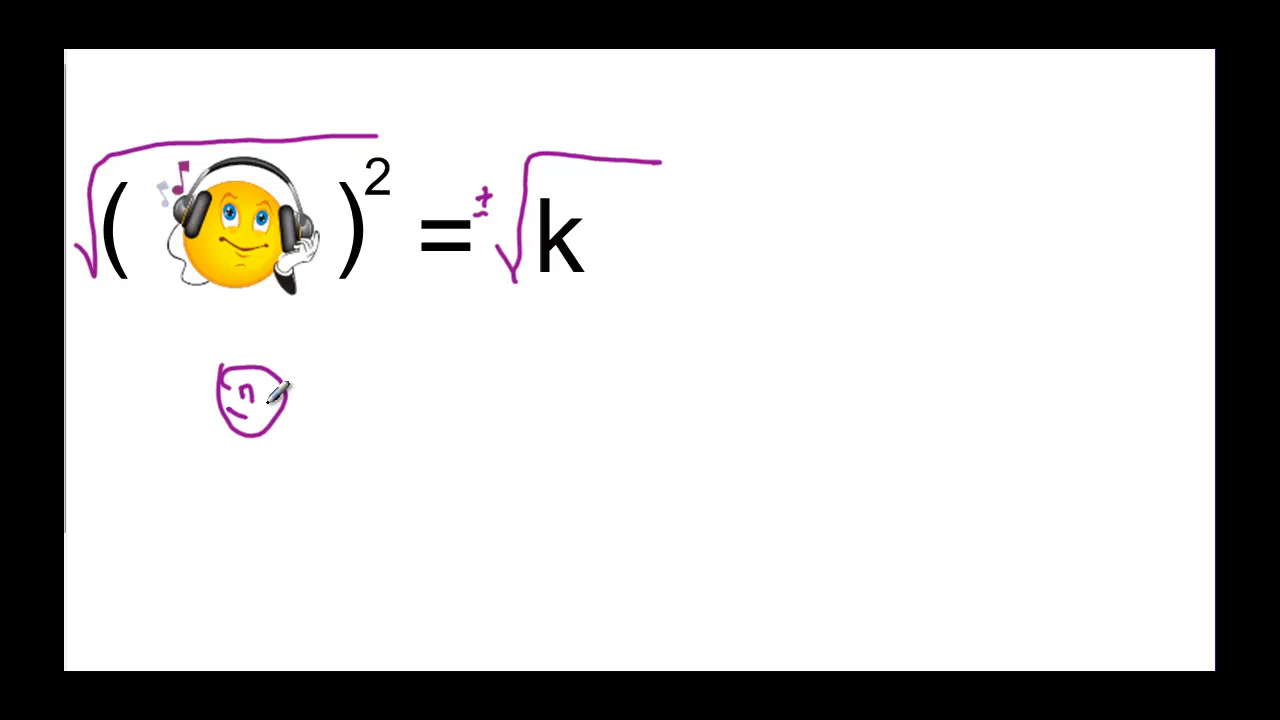 √( )² = ±√k